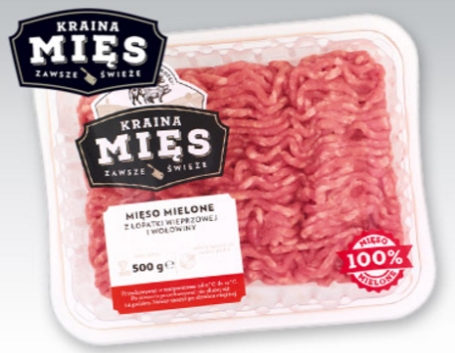 KRAINA
MIĘS
ZAWSZE ŚWIEŻE
KRAINA
MIĘS
ZAWSZE ŚWIEŻE
MIĘSO MIELONE
Z ŁOPATKI WIEPRZOWEJ
I WOŁOWINY
500 g e
MIĘSO
100%
MIELONE